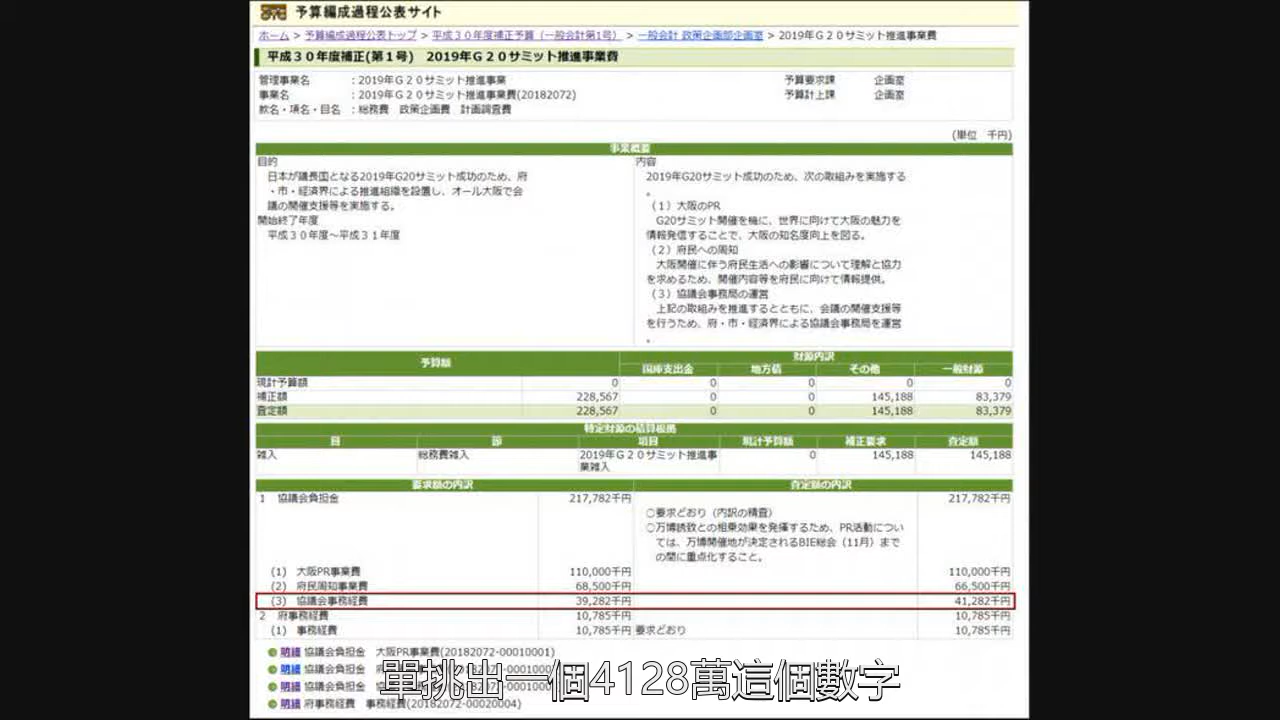 予算編成過程公表サイト
ホーム > 予算編成過程公表トップ > 平成３０年度補正予算（一般会計第1号） > 一般会計 政策企画部企画室 > 2019年Ｇ２０サミット推進事業費
平成３０年度補正(第１号)　2019年Ｇ２０サミット推進事業費
管理事業名 ：2019年Ｇ２０サミット推進事業 予算要求課 企画室
事業名 ：2019年Ｇ２０サミット推進事業費(20182072) 予算計上課 企画室
款名・項名・目名 ：総務費　政策企画費　計画調査費
(単位　千円)
事業概要
目的
日本が議長国となる2019年G20サミット成功のため、府
・市・経済界による推進組織を設置し、オール大阪で会
議の開催支援等を実施する。
開始終了年度
平成３０年度～平成３１年度
内容
2019年G20サミット成功のため、次の取組みを実施する
。
（１）大阪のPR
G20サミット開催を機に、世界に向けて大阪の魅力を
情報発信することで、大阪の知名度向上を図る。
（２）府民への周知
大阪開催に伴う府民生活への影響について理解と協力
を求めるため、開催内容等を府民に向けて情報提供。
（３）協議会事務局の運営
上記の取組みを推進するとともに、会議の開催支援等
を行うため、府・市・経済界による協議会事務局を運営
。
予算額 財源内訳
国庫支出金 地方債 その他 一般財源
現計予算額 0 0 0 0 0
補正額 228,567 0 0 145,188 83,379
査定額 228,567 0 0 145,188 83,379
特定財源の積算根拠
目 節 項目 現計予算額 補正要求 査定額
雑入 総務費雑入 2019年Ｇ２０サミット推進事 0 145,188 145,188
業雑入
要求額の内訳 査定額の内訳
１　協議会負担金 217,782千円 217,782千円
○要求どおり（内訳の精査）
○万博誘致との相乗効果を発揮するため、PR活動につい
ては、万博開催地が決定されるBIE総会（11月）まで
の間に重点化すること。
(1)　大阪PR事業費 110,000千円 110,000千円
(2)　府民周知事業費 68,500千円 66,500千円
(3)　協議会事務経費 39,282千円 41,282千円
２　府事務経費 10,785千円 10,785千円
(1)　事務経費 10,785千円 要求どおり 10,785千円
明細 協議会負担金　大阪PR事業費(20182072-00010001)
明細 協議会負担金
明細 協議会負担金
明細 府事務経費　事務経費(20182072-00020004)
單挑出一個4128萬這個數字